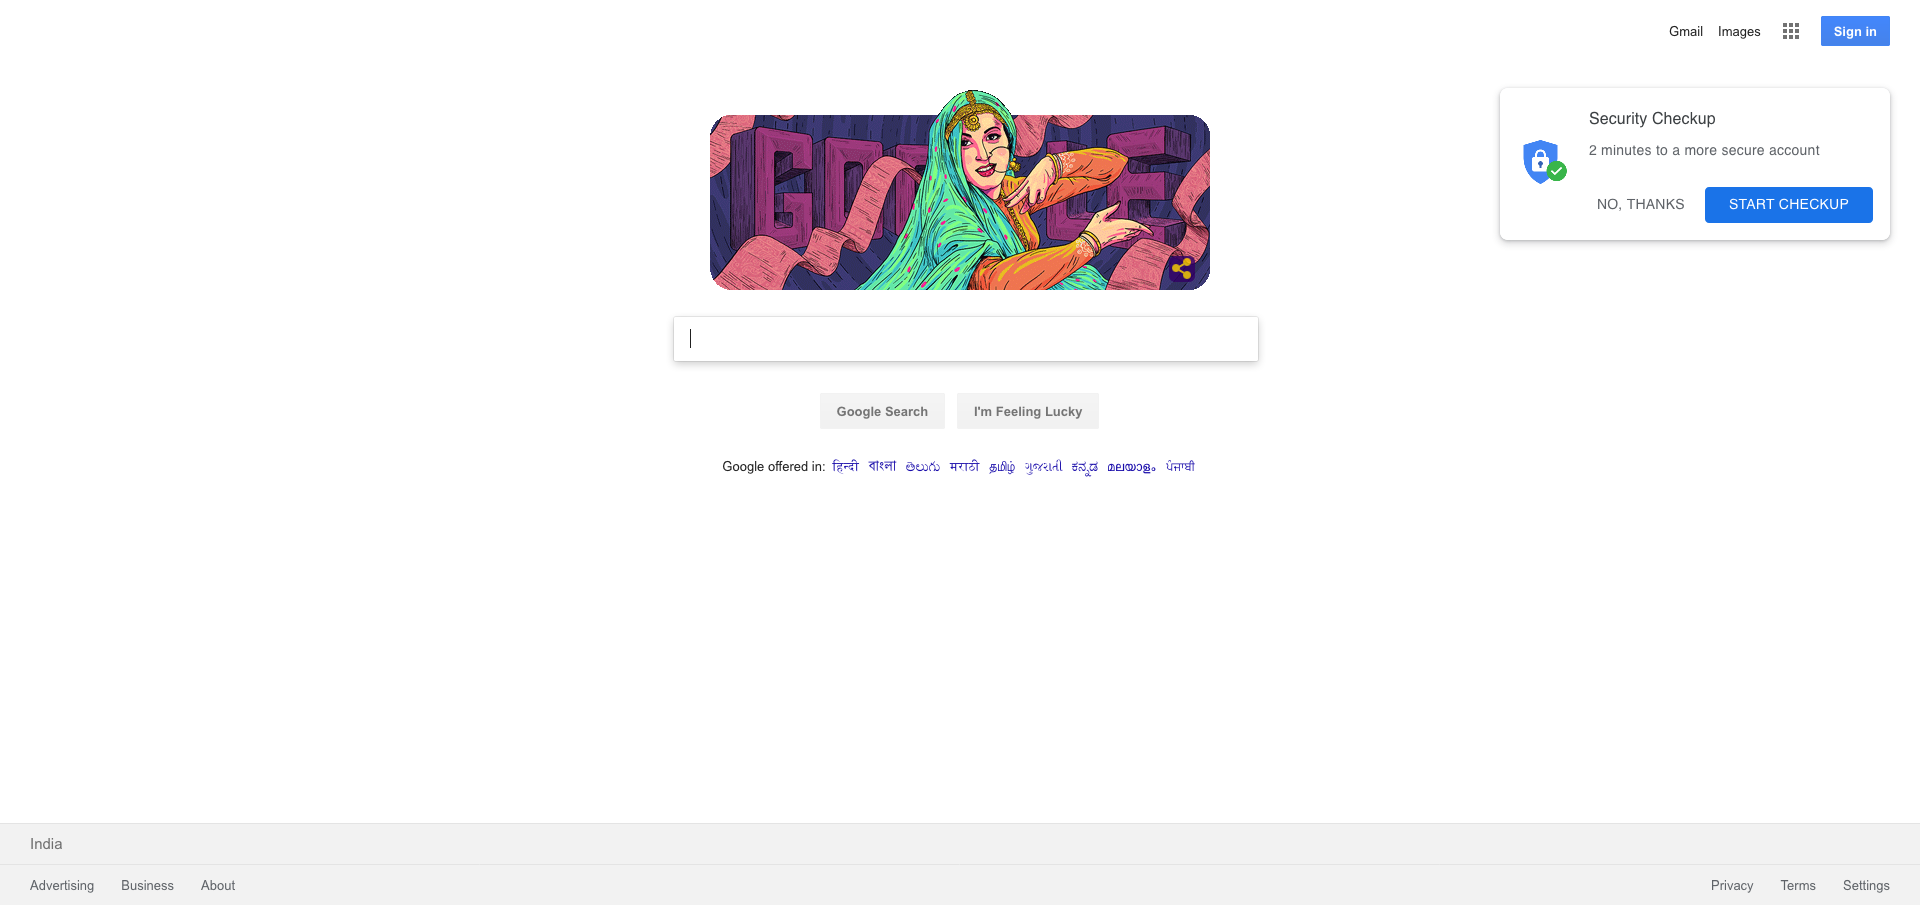 Gmail Images Sign in
Security Checkup
2 minutes to a more secure account
NO, THANKS START CHECKUP
Google Search I'm Feeling Lucky
Google offered in: हिन्दी বাংলা తెలుగు मराठी தமிழ் ગુજરાતી ಕನ್ನಡ മലയാളം ਪੰਜਾਬੀ
India
Advertising Business About Privacy Terms Settings